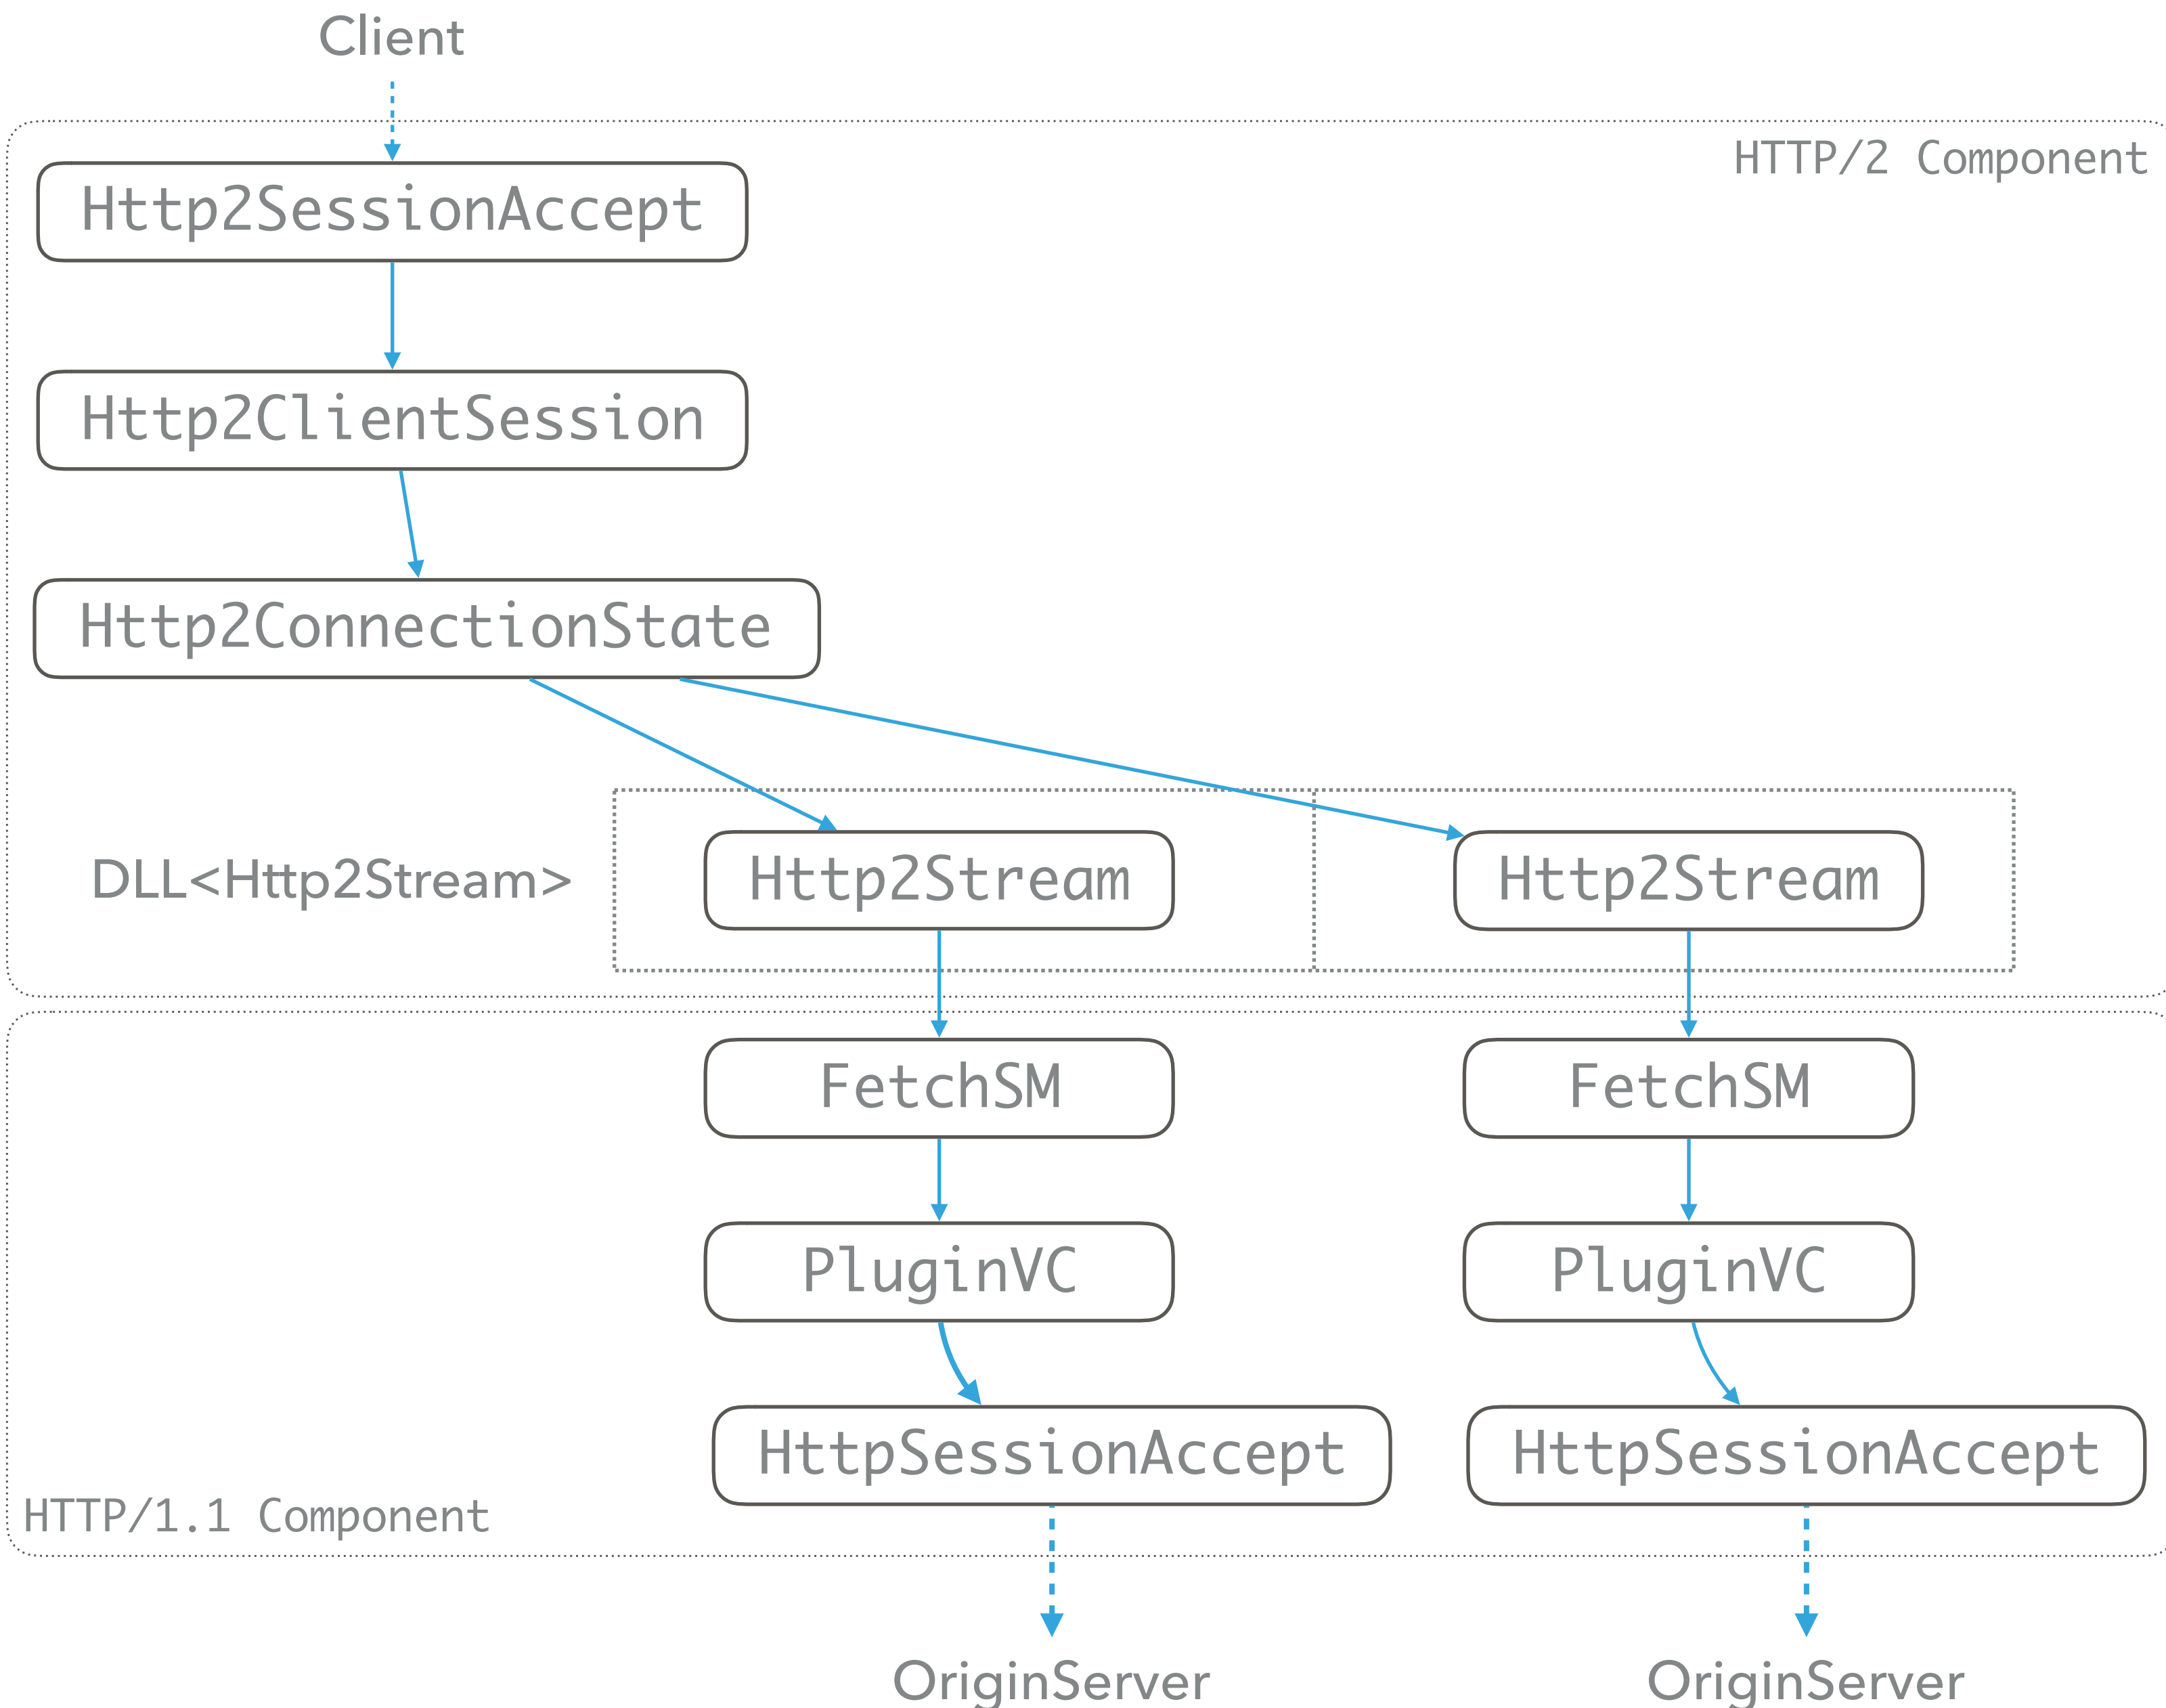 Client
HTTP/2 Component
Http2SessionAccept
Http2ClientSession
Http2ConnectionState
DLL<Http2Stream>
Http2Stream
Http2Stream
FetchSM
FetchSM
PluginVC
PluginVC
HttpSessionAccept
HttpSessionAccept
HTTP/1.1 Component
OriginServer
OriginServer